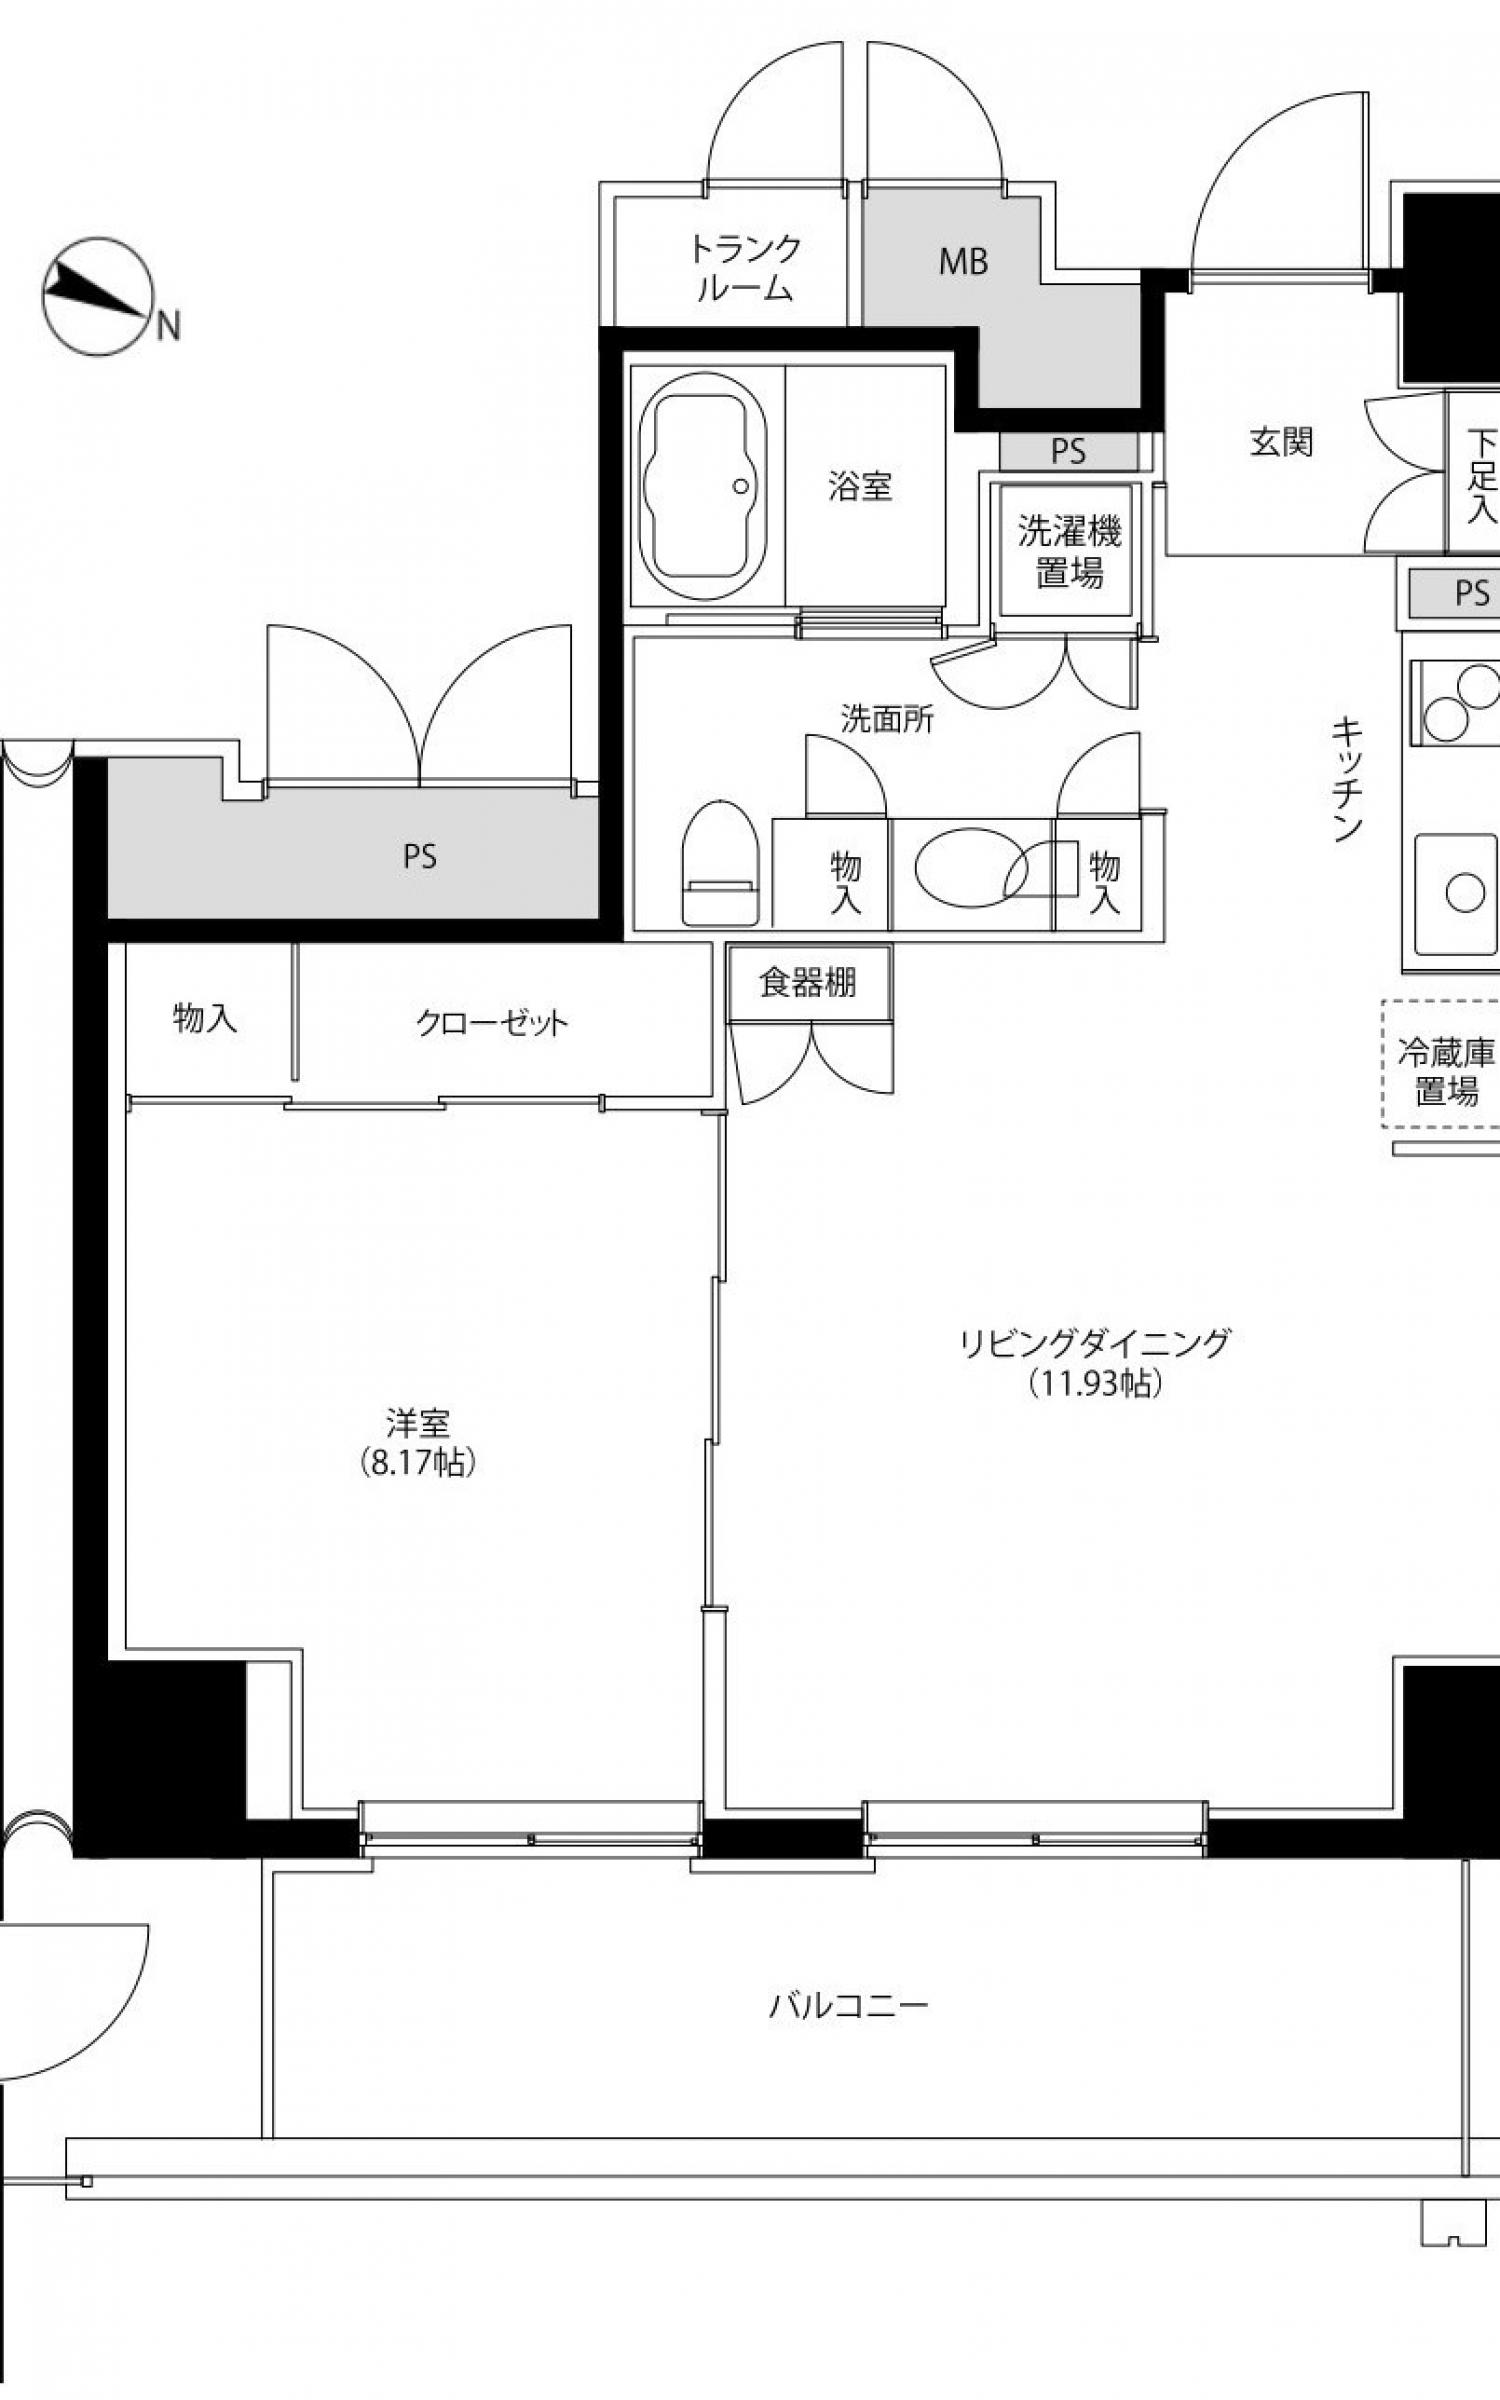 トランク
ルーム
MB
N
玄関
下足入
PS
浴室
洗濯機
置場
PS
洗面所
キッチン
PS
物入
物入
食器棚
物入
クローゼット
冷蔵庫
置場
リビングダイニング
(11.93帖)
洋室
(8.17帖)
バルコニー